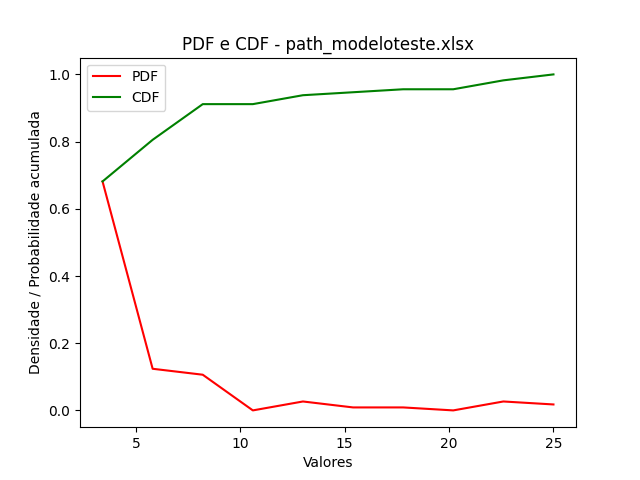 PDF e CDF - path_modeloteste.xlsx
PDF
CDF
Densidade / Probabilidade acumulada
1.0
0.8
0.6
0.4
0.2
0.0
5
10
15
20
25
Valores